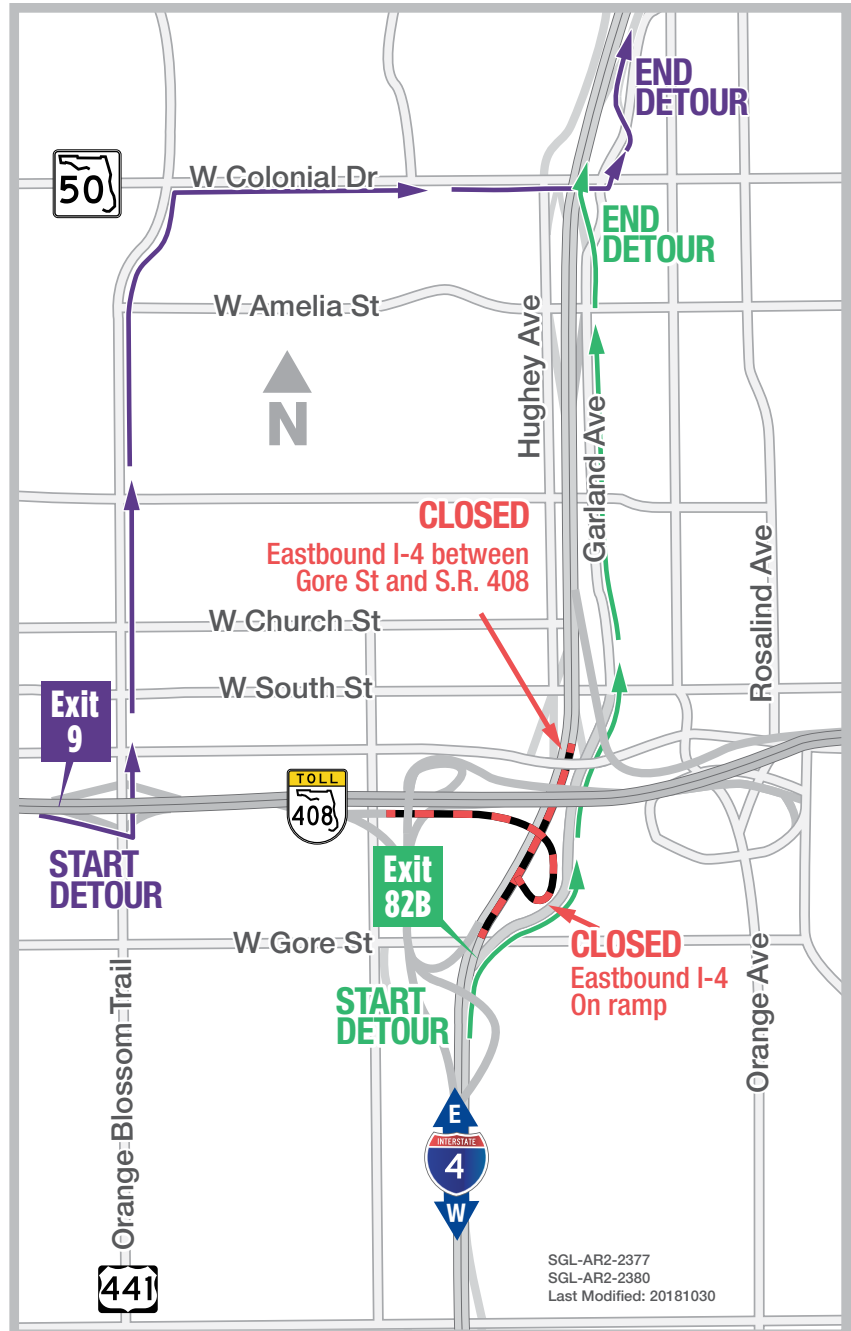 END
DETOUR
50
W Colonial Dr
END
DETOUR
W Amelia St
Hughey Ave
N
Garland Ave
CLOSED
Eastbound I-4 between
Gore St and S.R. 408
Rosalind Ave
W Church St
W South St
Exit
9
TOLL
408
START
DETOUR
Exit
82B
W Gore St
CLOSED
Eastbound I-4
On ramp
START
DETOUR
Orange Blossom Trail
Orange Ave
E
INTERSTATE
4
W
441
SGL-AR2-2377
SGL-AR2-2380
Last Modified: 20181030